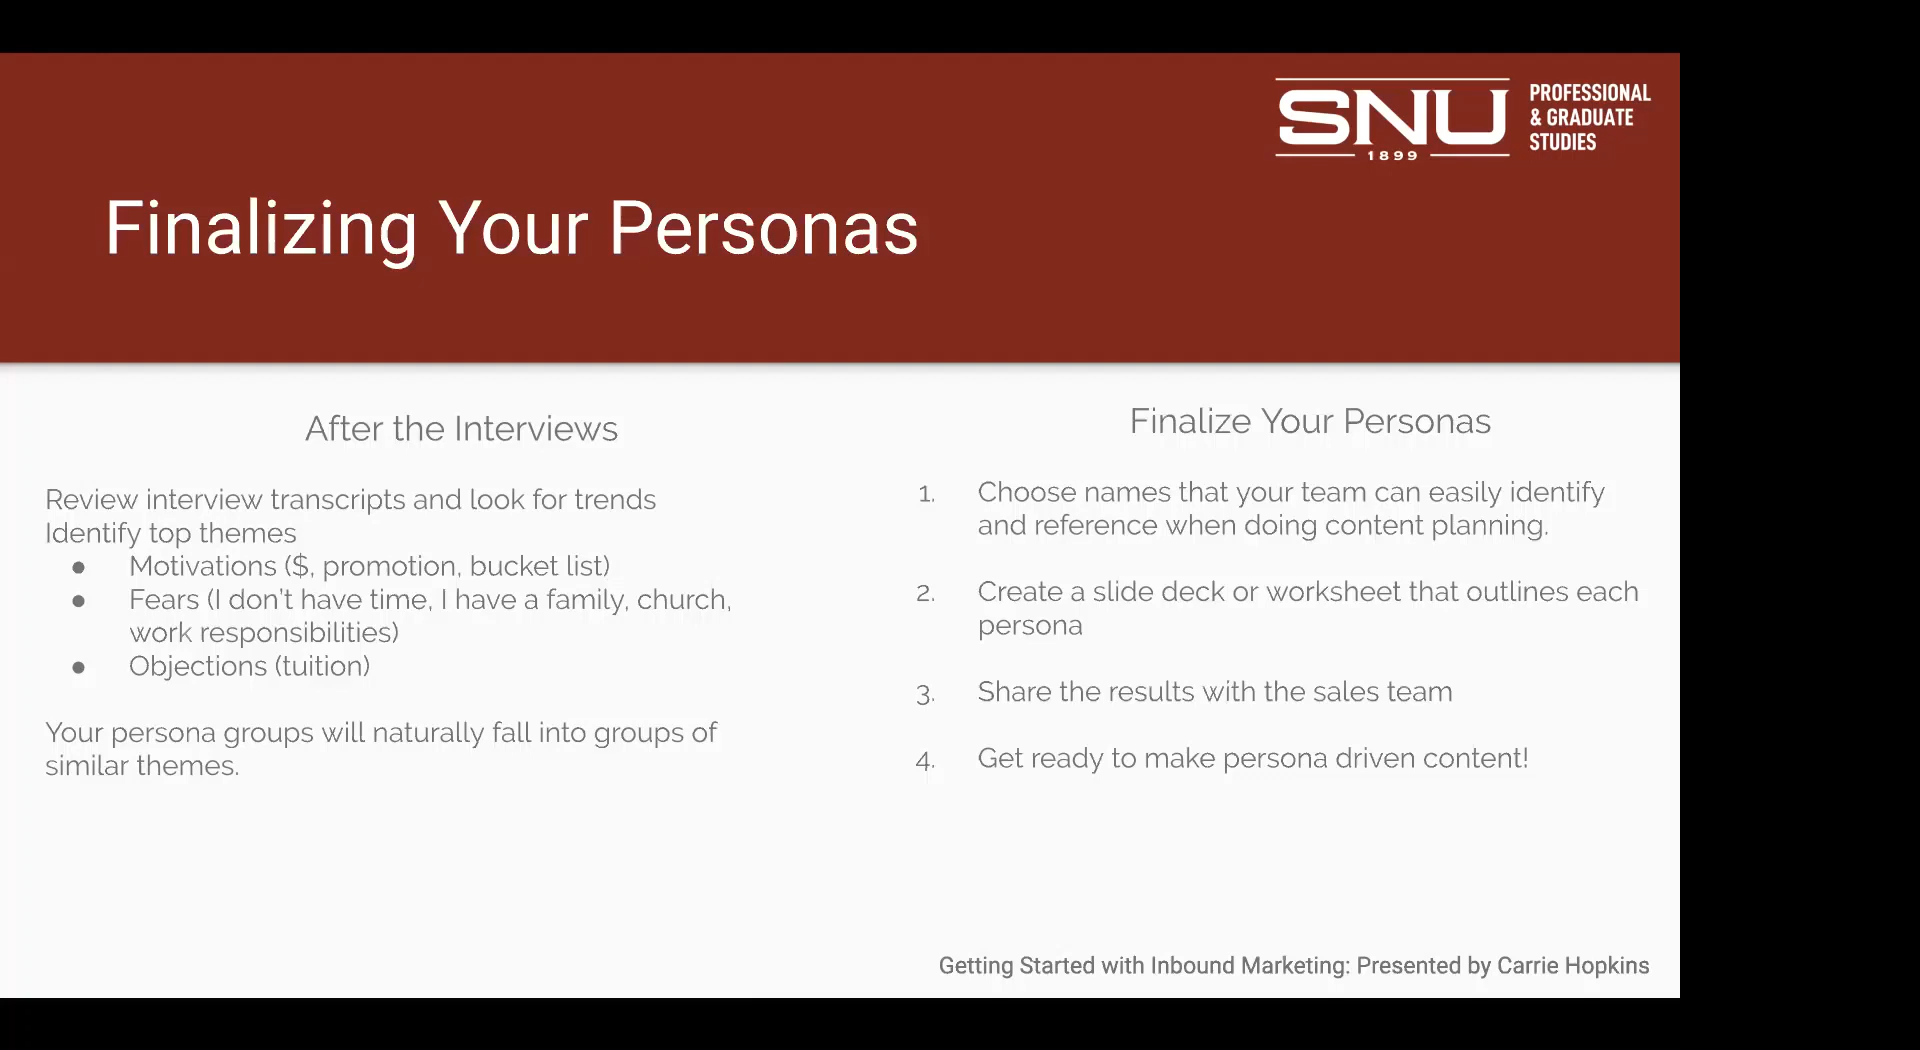 SNU
1899
PROFESSIONAL
& GRADUATE
STUDIES
Finalizing Your Personas
After the Interviews
Review interview transcripts and look for trends
Identify top themes
● Motivations ($, promotion, bucket list)
● Fears (I don't have time, I have a family, church,
work responsibilities)
● Objections (tuition)
Your persona groups will naturally fall into groups of
similar themes.
Finalize Your Personas
1. Choose names that your team can easily identify
and reference when doing content planning.
2. Create a slide deck or worksheet that outlines each
persona
3. Share the results with the sales team
4. Get ready to make persona driven content!
Getting Started with Inbound Marketing: Presented by Carrie Hopkins